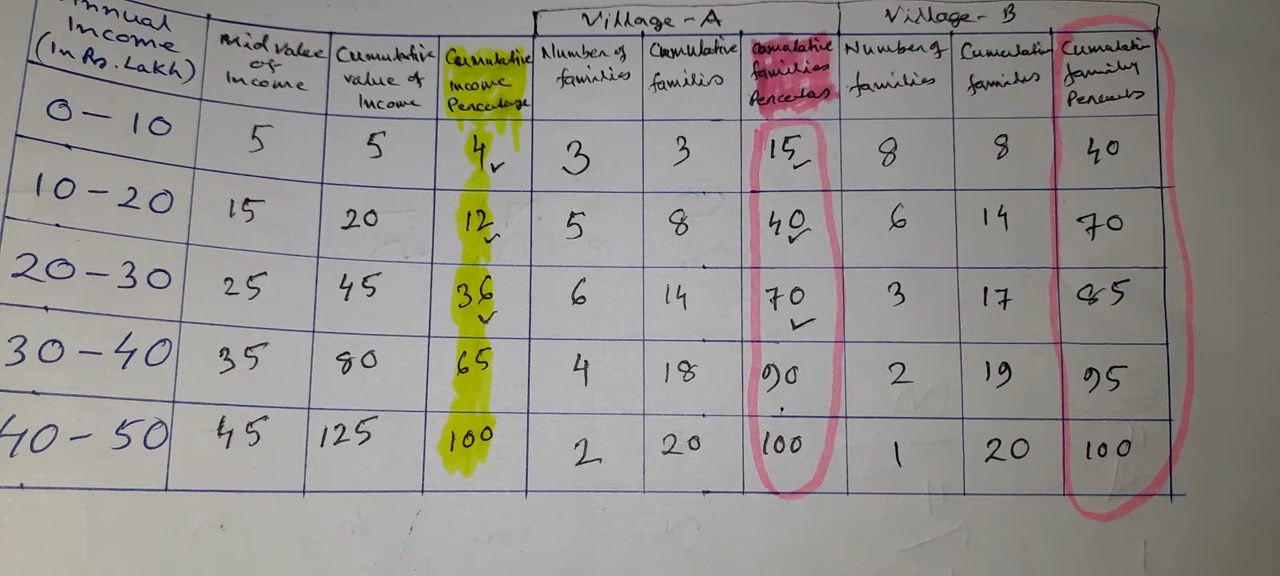 Annual Income (In Rs. Lakh) Mid value of Income Cumulative value of Income Cumulative Income Percentage Village - A Number of families Cumulative families Cumulative families Percentas Village - B Number of families Cumulative families Cumulative family Percents
0-10 5 5 4 3 3 15 8 8 40
10-20 15 20 12 5 8 40 6 14 70
20-30 25 45 36 6 14 70 3 17 85
30-40 35 80 65 4 18 90 2 19 95
40-50 45 125 100 2 20 100 1 20 100